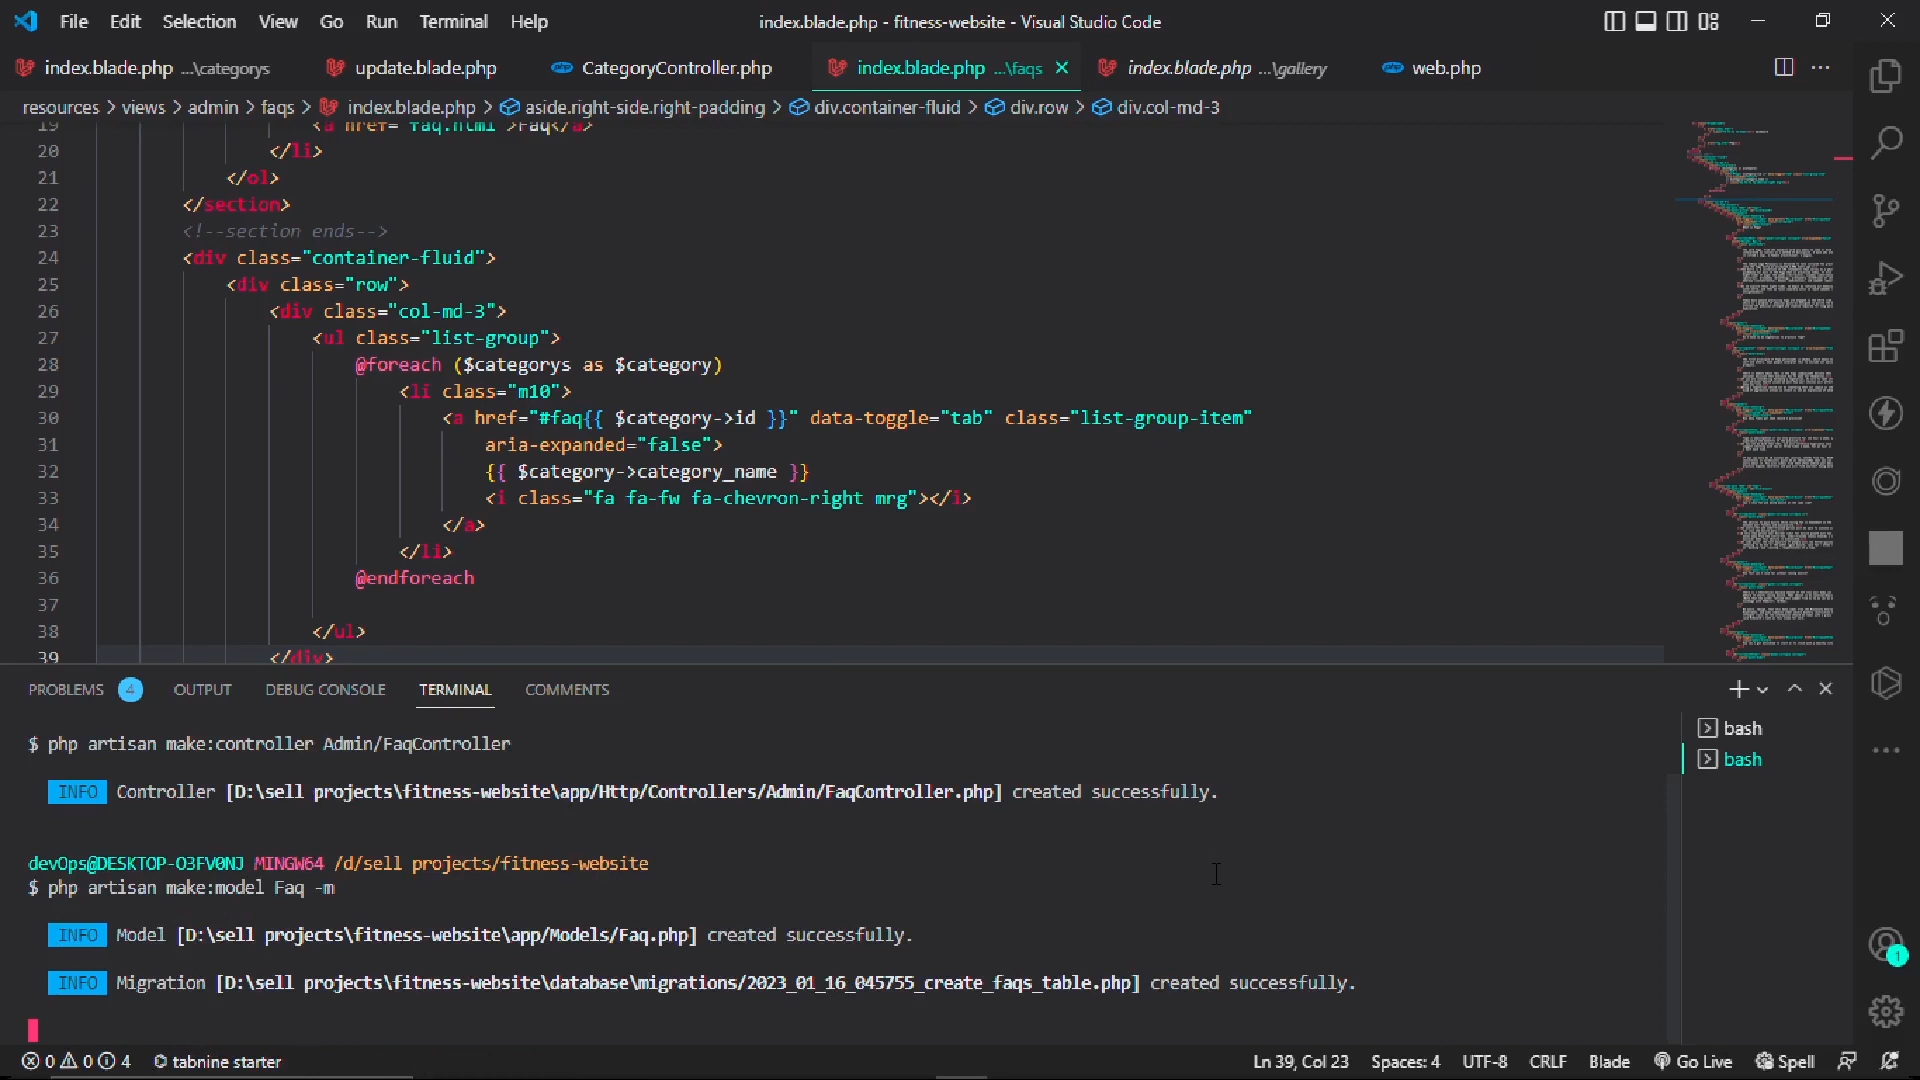 File Edit Selection View Go Run Terminal Help index.blade.php - fitness-website - Visual Studio Code
index.blade.php ...\categorys update.blade.php CategoryController.php index.blade.php ...\faqs index.blade.php ...\gallery web.php
resources > views > admin > faqs > index.blade.php > aside.right-side.right-padding > div.container-fluid > div.row > div.col-md-3
19 <a href="faq.html">Faq</a>
20 </li>
21 </ol>
22 </section>
23 <!--section ends-->
24 <div class="container-fluid">
25 <div class="row">
26 <div class="col-md-3">
27 <ul class="list-group">
28 @foreach ($categorys as $category)
29 <li class="m10">
30 <a href="#faq{{ $category->id }}" data-toggle="tab" class="list-group-item"
31 aria-expanded="false">
32 {{ $category->category_name }}
33 <i class="fa fa-fw fa-chevron-right mrg"></i>
34 </a>
35 </li>
36 @endforeach
37
38 </ul>
39 </div>
PROBLEMS 4 OUTPUT DEBUG CONSOLE TERMINAL COMMENTS
$ php artisan make:controller Admin/FaqController
INFO Controller [D:\sell projects\fitness-website\app/Http/Controllers/Admin/FaqController.php] created successfully.
devOps@DESKTOP-O3FV0NJ MINGW64 /d/sell projects/fitness-website
$ php artisan make:model Faq -m
INFO Model [D:\sell projects\fitness-website\app/Models/Faq.php] created successfully.
INFO Migration [D:\sell projects\fitness-website\database\migrations/2023_01_16_045755_create_faqs_table.php] created successfully.
bash
bash
1
0 0 4 tabnine starter Ln 39, Col 23 Spaces: 4 UTF-8 CRLF Blade Go Live Spell